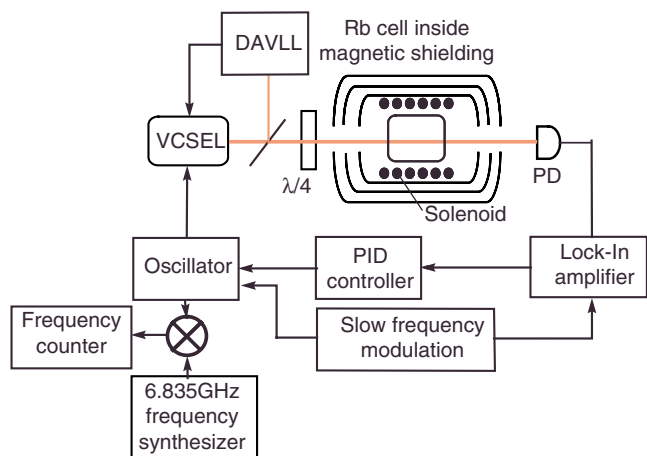 Rb cell inside
magnetic shielding
DAVLL
VCSEL
λ/4
PD
Solenoid
Oscillator
PID
controller
Lock-In
amplifier
Frequency
counter
Slow frequency
modulation
6.835GHz
frequency
synthesizer